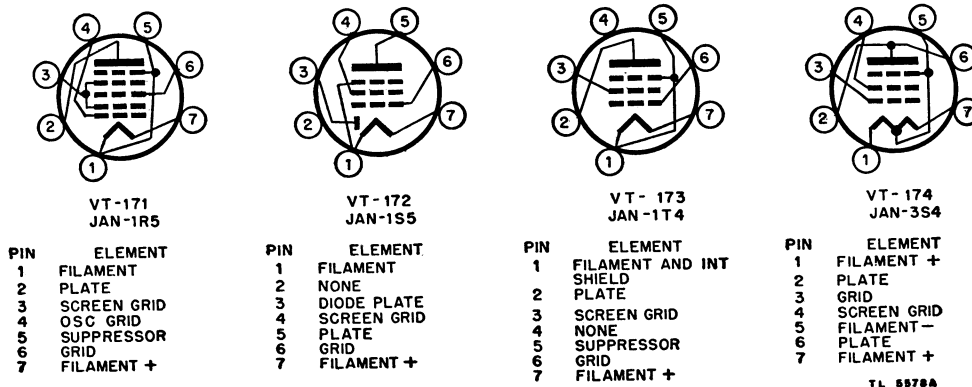 4 5
3 6
2 7
1
VT-171
JAN-1R5
PIN ELEMENT
1 FILAMENT
2 PLATE
3 SCREEN GRID
4 OSC GRID
5 SUPPRESSOR
6 GRID
7 FILAMENT +
4 5
3 6
2 7
1
VT-172
JAN-1S5
PIN ELEMENT
1 FILAMENT
2 NONE
3 DIODE PLATE
4 SCREEN GRID
5 PLATE
6 GRID
7 FILAMENT +
4 5
3 6
2 7
1
VT- 173
JAN-1T4
PIN ELEMENT
1 FILAMENT AND INT
SHIELD
2 PLATE
3 SCREEN GRID
4 NONE
5 SUPPRESSOR
6 GRID
7 FILAMENT +
4 5
3 6
2 7
1
VT-174
JAN-3S4
PIN ELEMENT
1 FILAMENT +
2 PLATE
3 GRID
4 SCREEN GRID
5 FILAMENT-
6 PLATE
7 FILAMENT +
TL 5578A